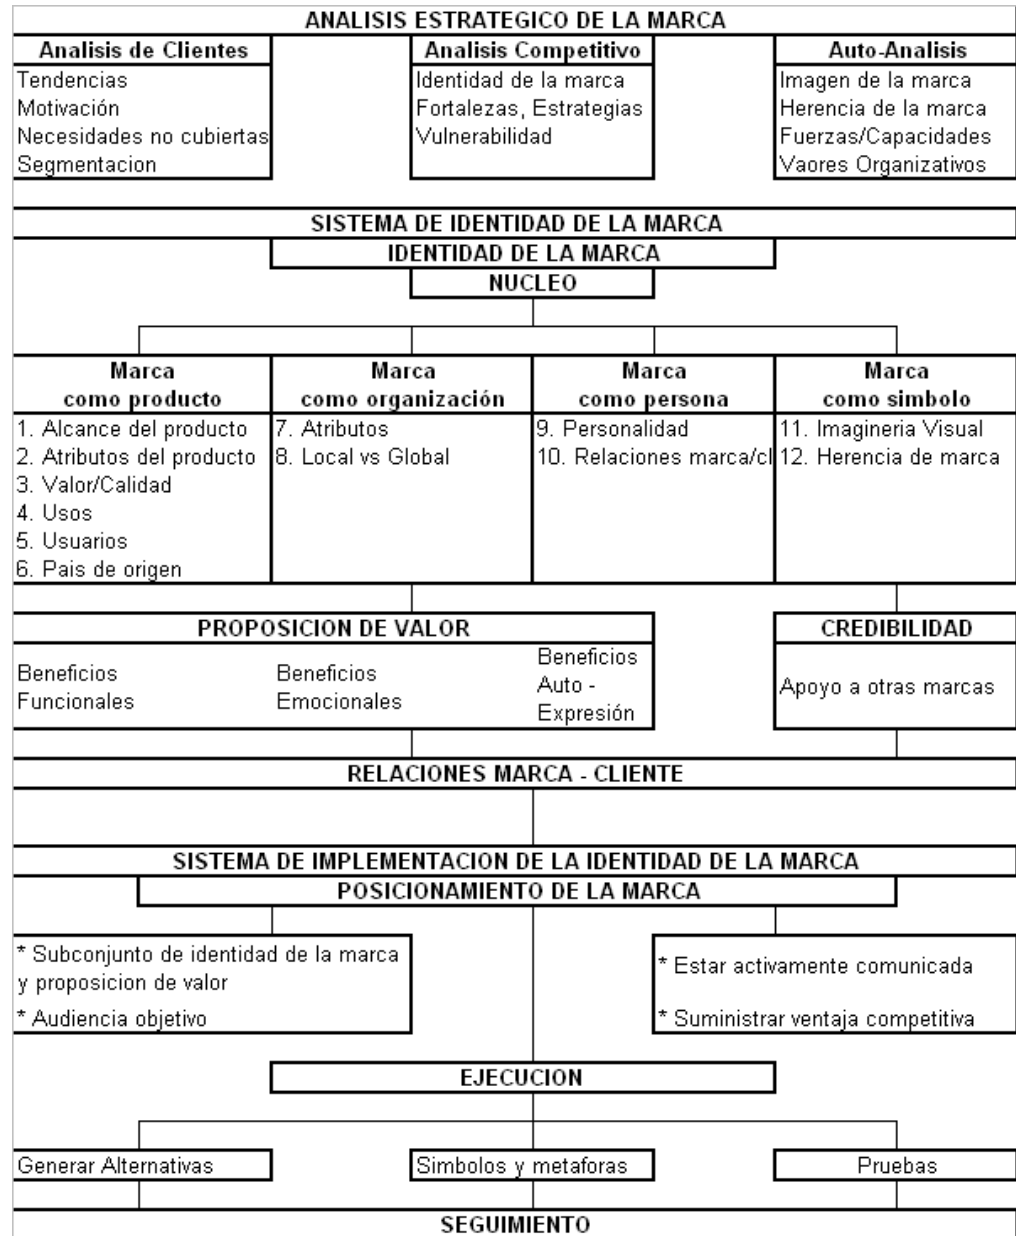 ANALISIS ESTRATEGICO DE LA MARCA
Analisis de Clientes
Tendencias
Motivación
Necesidades no cubiertas
Segmentacion
Analisis Competitivo
Identidad de la marca
Fortalezas, Estrategias
Vulnerabilidad
Auto-Analisis
Imagen de la marca
Herencia de la marca
Fuerzas/Capacidades
Vaores Organizativos
SISTEMA DE IDENTIDAD DE LA MARCA
IDENTIDAD DE LA MARCA
NUCLEO
Marca
como producto
1. Alcance del producto
2. Atributos del producto
3. Valor/Calidad
4. Usos
5. Usuarios
6. Pais de origen
Marca
como organización
7. Atributos
8. Local vs Global
Marca
como persona
9. Personalidad
10. Relaciones marca/cl
Marca
como simbolo
11. Imagineria Visual
12. Herencia de marca
PROPOSICION DE VALOR
Beneficios
Funcionales
Beneficios
Emocionales
Beneficios
Auto -
Expresión
CREDIBILIDAD
Apoyo a otras marcas
RELACIONES MARCA - CLIENTE
SISTEMA DE IMPLEMENTACION DE LA IDENTIDAD DE LA MARCA
POSICIONAMIENTO DE LA MARCA
* Subconjunto de identidad de la marca
y proposicion de valor
* Audiencia objetivo
* Estar activamente comunicada
* Suministrar ventaja competitiva
EJECUCION
Generar Alternativas
Simbolos y metaforas
Pruebas
SEGUIMIENTO